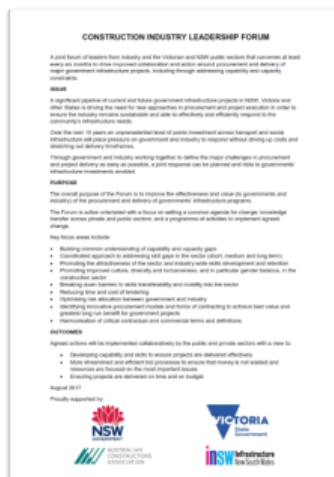 CONSTRUCTION INDUSTRY LEADERSHIP FORUM
A joint forum of leaders from industry and the Victorian and NSW public sectors that convenes at least
every six months to drive improved collaboration and action around procurement and delivery of
major government infrastructure projects, including through addressing capability and capacity
constraints.
ISSUE
A significant pipeline of current and future government infrastructure projects in NSW, Victoria and
other States is driving the need for new approaches in procurement and project execution in order to
ensure the industry remains sustainable and able to effectively and efficiently respond to the
community's infrastructure needs.
Over the next 10 years an unprecedented level of public investment across transport and social
infrastructure will place pressure on government and industry to respond without driving up costs and
stretching out delivery timeframes.
Through government and industry working together to define the major challenges in procurement
and project delivery as early as possible, a joint response can be planned and risks to governments'
infrastructure investments avoided.
PURPOSE
The overall purpose of the Forum is to improve the effectiveness and value (to governments and
industry) of the procurement and delivery of governments' infrastructure programs.
The Forum is action orientated with a focus on setting a common agenda for change; knowledge
transfer across private and public sectors; and a programme of activities to implement agreed
change.
Key focus areas include:
• Building common understanding of capability and capacity gaps
• Coordinated approach to addressing skill gaps in the sector (short, medium and long term)
• Promoting the attractiveness of the sector and industry-wide skills development and retention
• Promoting improved culture, diversity and inclusiveness, and in particular gender balance, in the
construction sector
• Breaking down barriers to skills transferability and mobility into the sector
• Reducing time and cost of tendering
• Optimising risk allocation between government and industry
• Identifying innovative procurement models and forms of contracting to achieve best value and
greatest long run benefit for government projects
• Harmonisation of critical contractual and commercial terms and definitions.
OUTCOMES
Agreed actions will be implemented collaboratively by the public and private sectors with a view to:
• Developing capability and skills to ensure projects are delivered effectively
• More streamlined and efficient bid processes to ensure that money is not wasted and
resources are focused on the most important issues
• Ensuring projects are delivered on time and on budget.
August 2017
Proudly supported by:
NSW
GOVERNMENT
VICTORIA
State
Government
AUSTRALIAN
CONSTRUCTORS
ASSOCIATION
insw Infrastructure
New South Wales